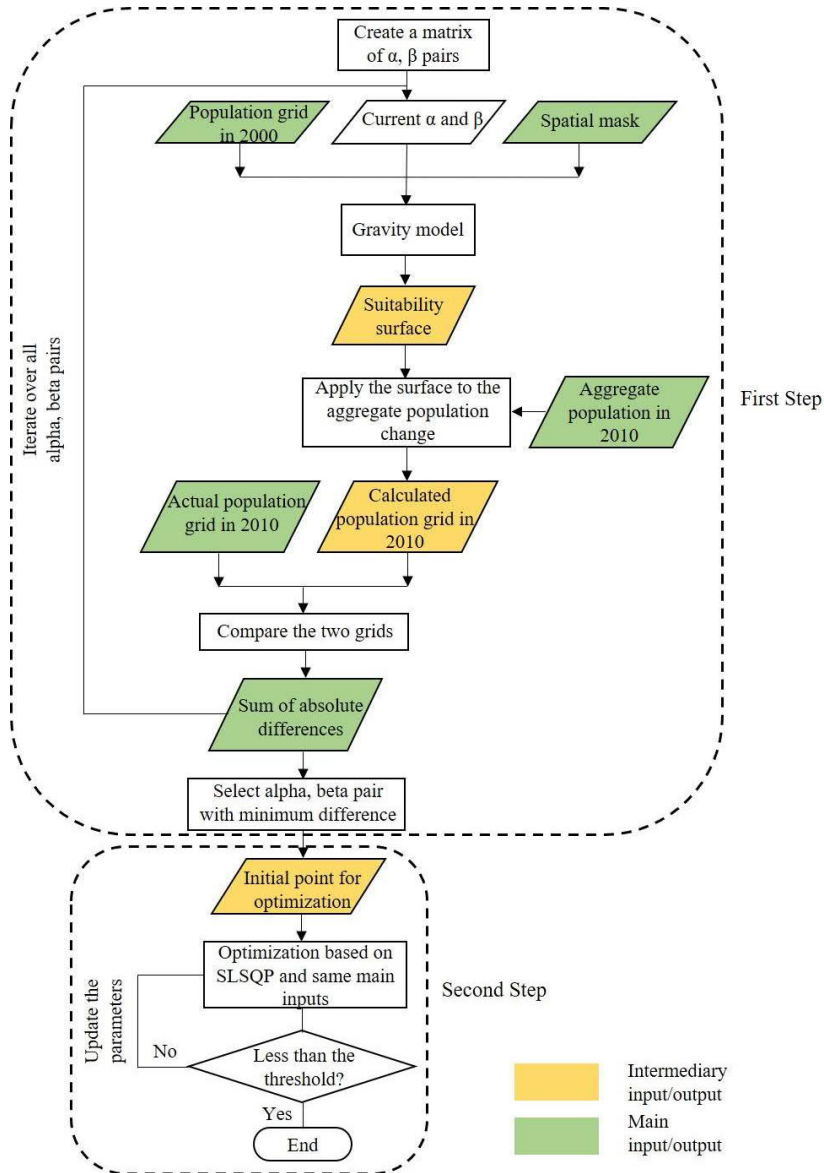 Create a matrix
of α, β pairs
Population grid
in 2000
Current α and β
Spatial mask
Gravity model
Suitability
surface
Apply the surface to the
aggregate population
change
Aggregate
population in
2010
First Step
Iterate over all
alpha, beta pairs
Actual population
grid in 2010
Calculated
population grid in
2010
Compare the two grids
Sum of absolute
differences
Select alpha, beta pair
with minimum difference
Initial point for
optimization
Optimization based on
SLSQP and same main
inputs
Second Step
Update the
parameters
No
Less than the
threshold?
Yes
End
Intermediary
input/output
Main
input/output